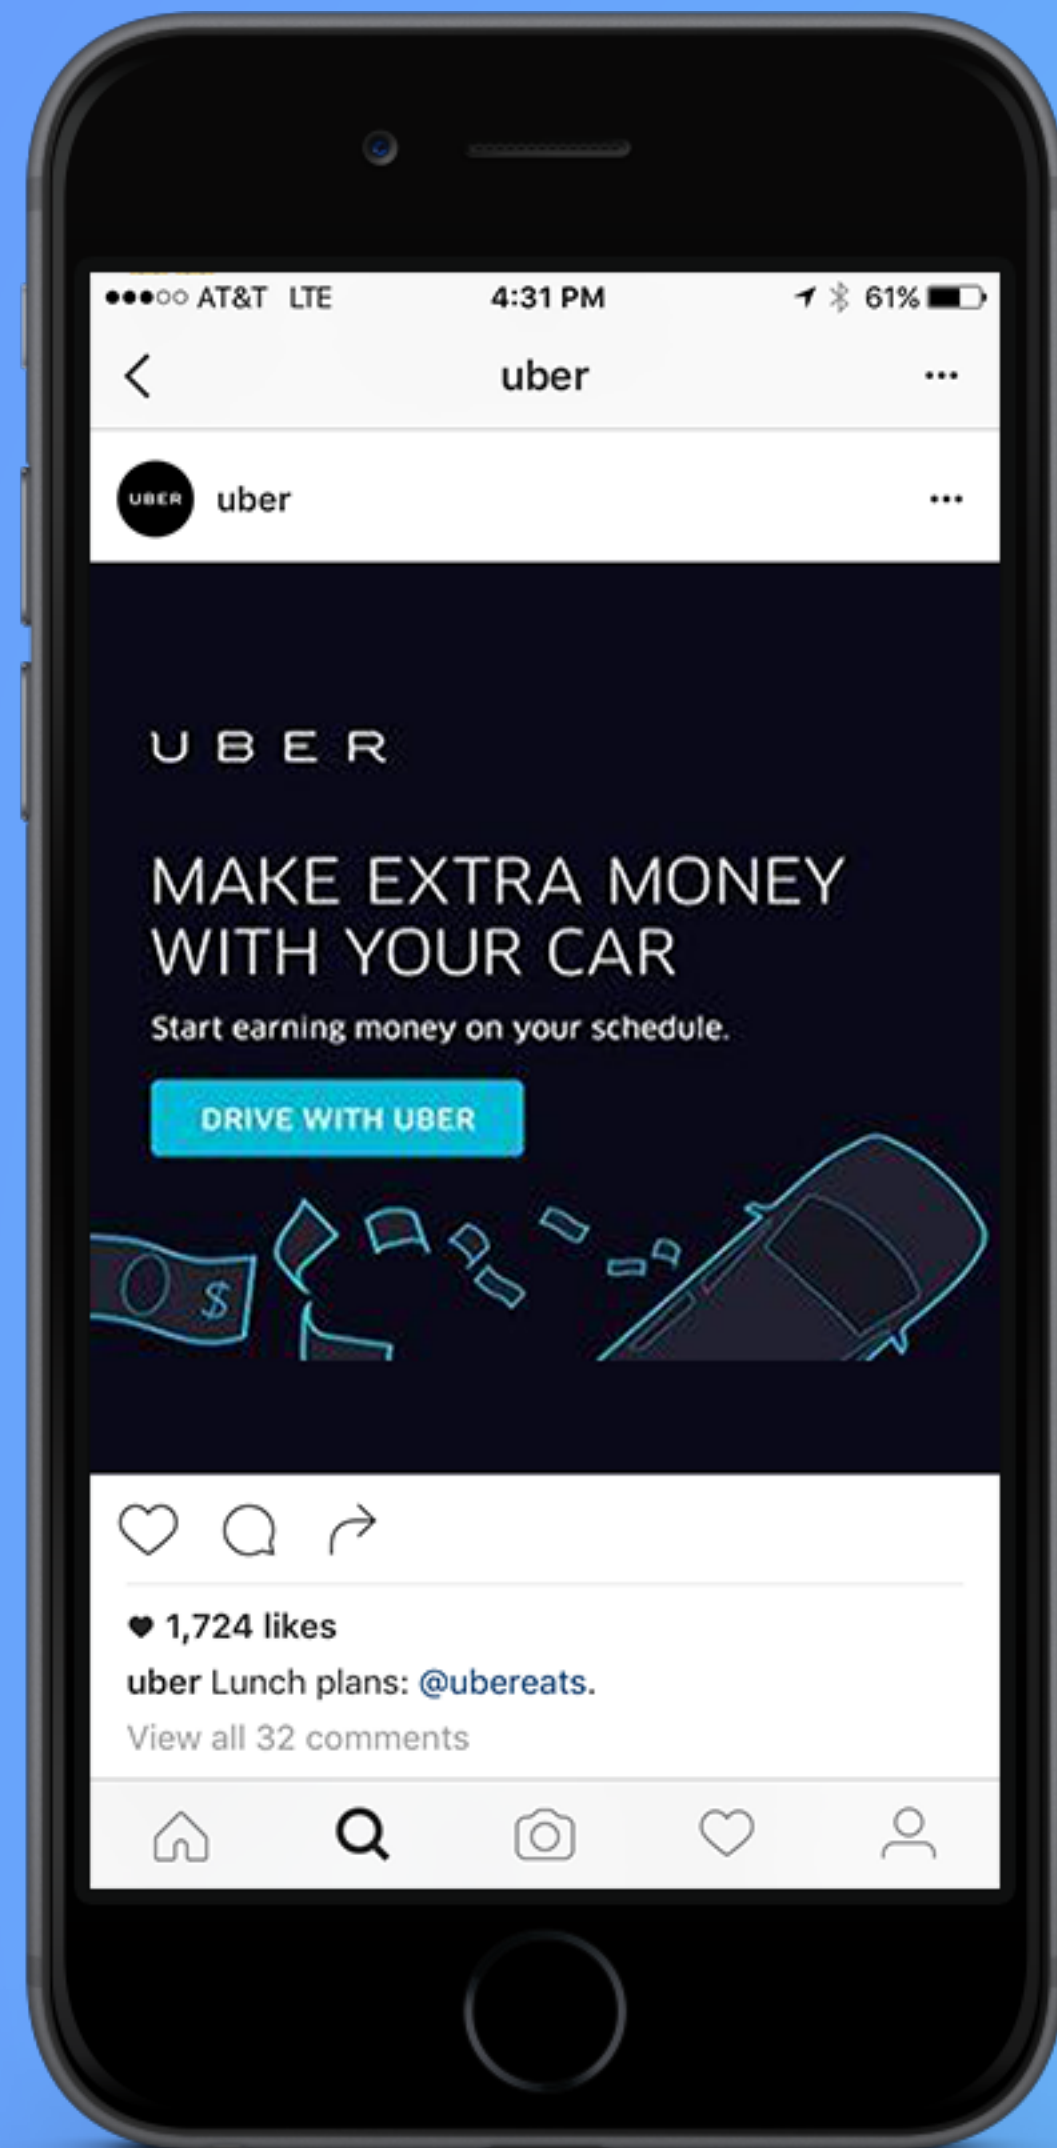 AT&T LTE 4:31 PM 61%
uber
UBER uber
UBER
MAKE EXTRA MONEY
WITH YOUR CAR
Start earning money on your schedule.
DRIVE WITH UBER
$
1,724 likes
uber Lunch plans: @ubereats.
View all 32 comments